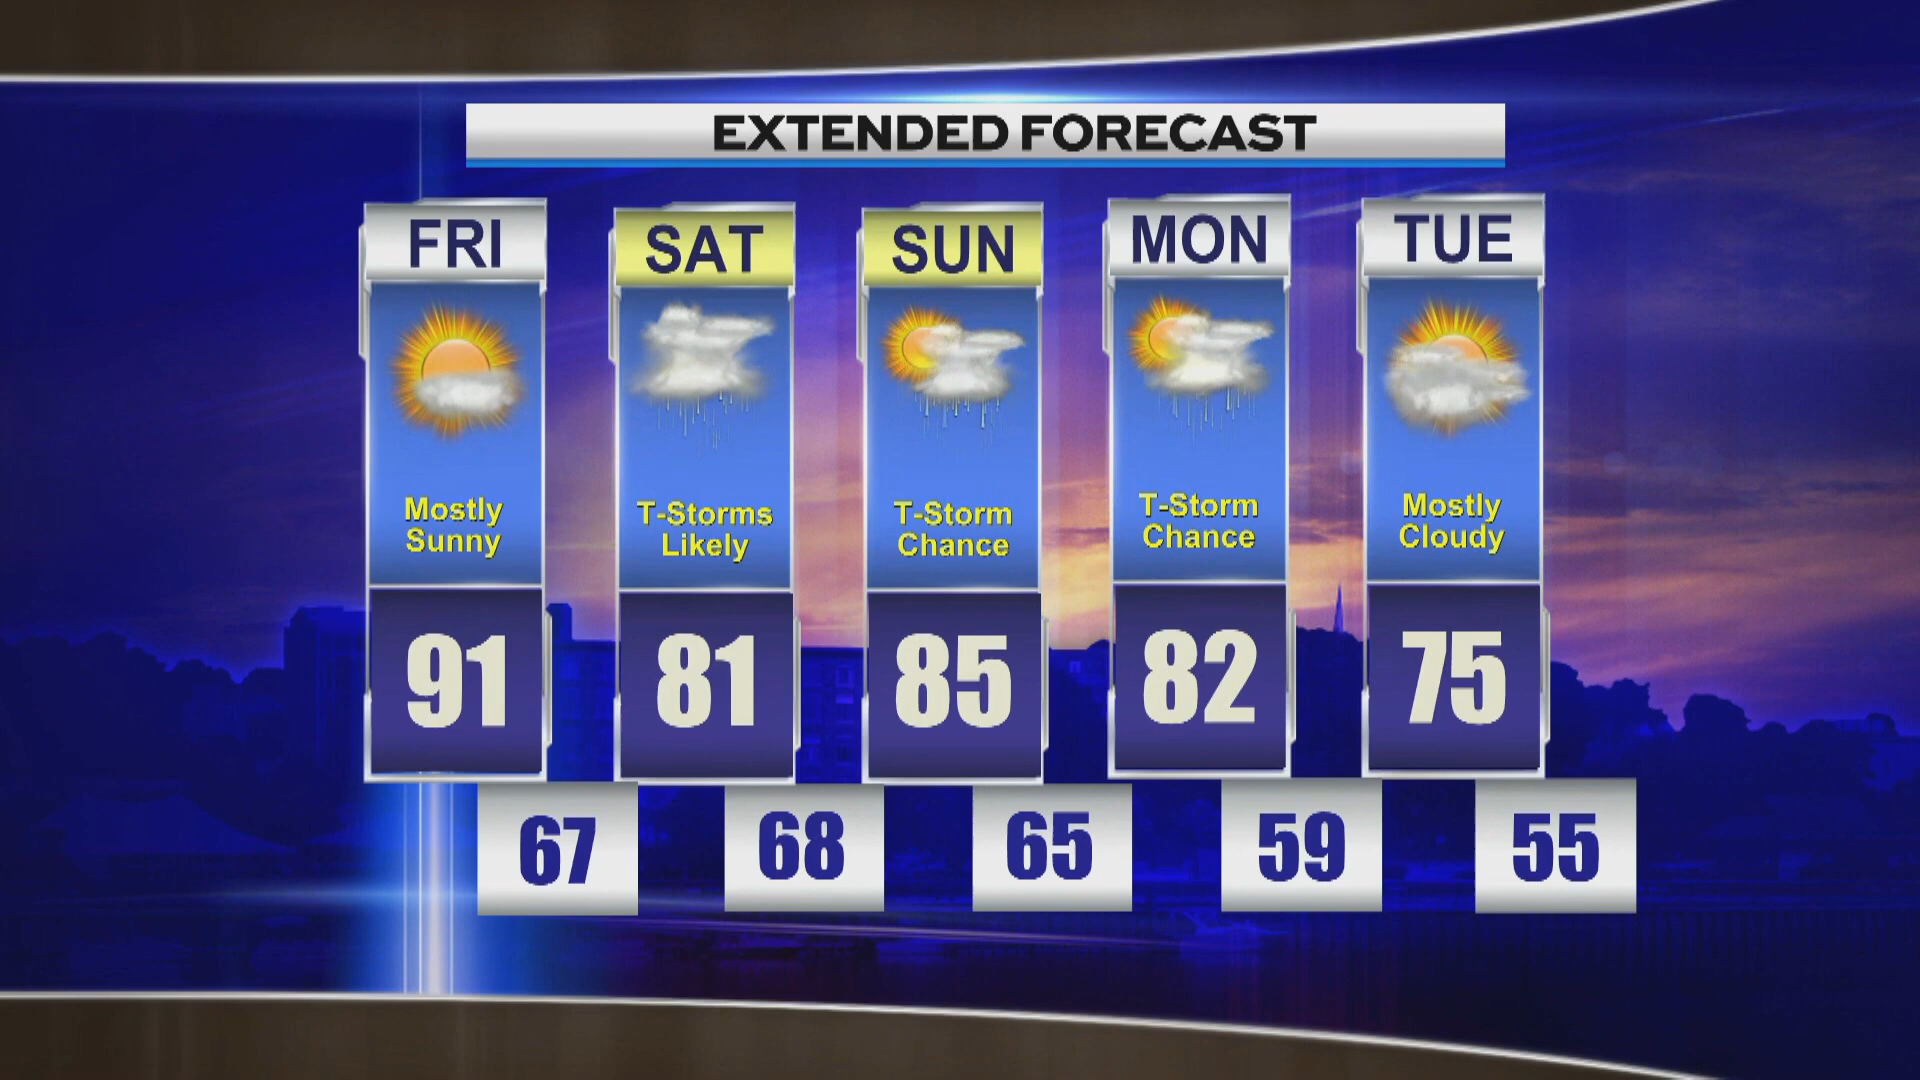 EXTENDED FORECAST
FRI
SAT
SUN
MON
TUE
Mostly
Sunny
T-Storms
Likely
T-Storm
Chance
T-Storm
Chance
Mostly
Cloudy
91
81
85
82
75
67
68
65
59
55